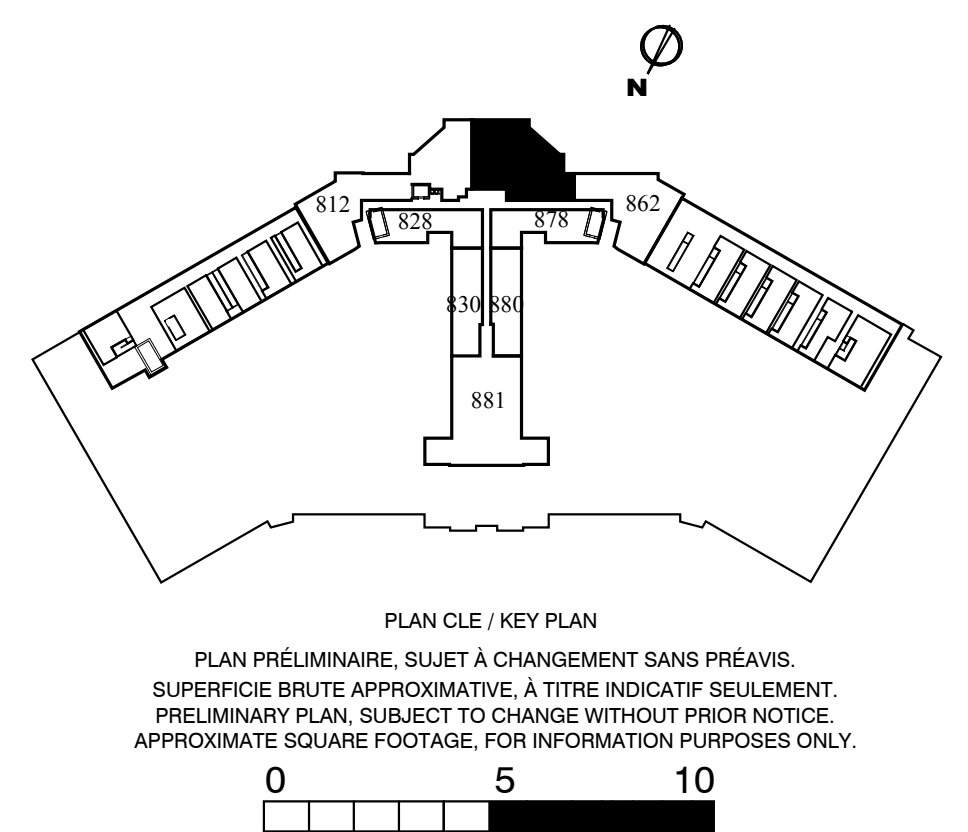 N
812
862
828
878
830
880
881
PLAN CLE / KEY PLAN
PLAN PRÉLIMINAIRE, SUJET À CHANGEMENT SANS PRÉAVIS.
SUPERFICIE BRUTE APPROXIMATIVE, À TITRE INDICATIF SEULEMENT.
PRELIMINARY PLAN, SUBJECT TO CHANGE WITHOUT PRIOR NOTICE.
APPROXIMATE SQUARE FOOTAGE, FOR INFORMATION PURPOSES ONLY.
0 5 10